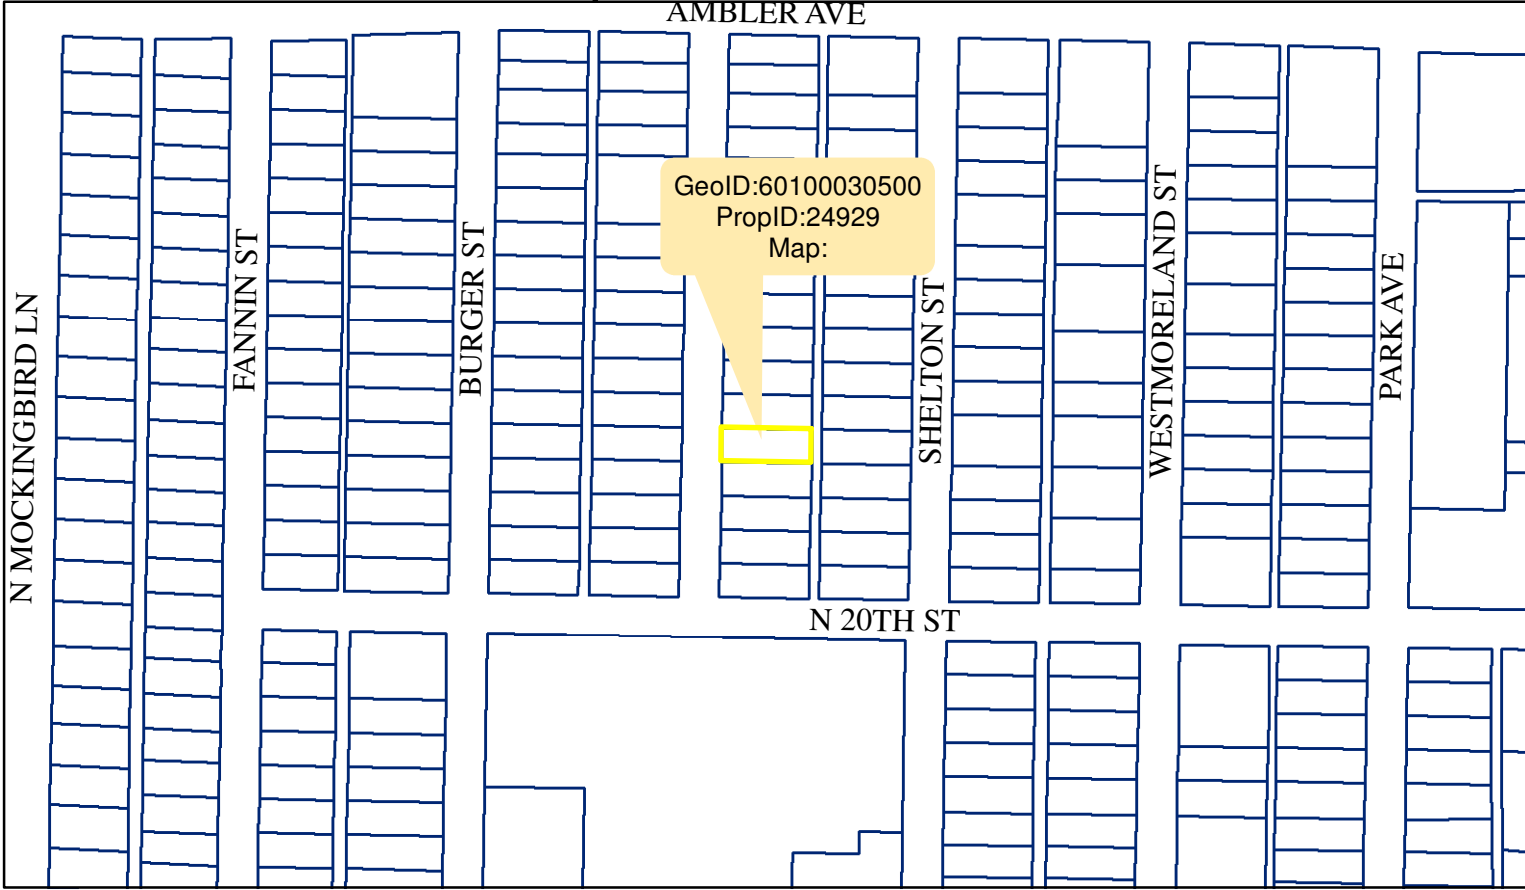 AMBLER AVE
GeoID:60100030500
PropID:24929
Map:
N MOCKINGBIRD LN
FANNIN ST
BURGER ST
SHELTON ST
WESTMORELAND ST
PARK AVE
N 20TH ST